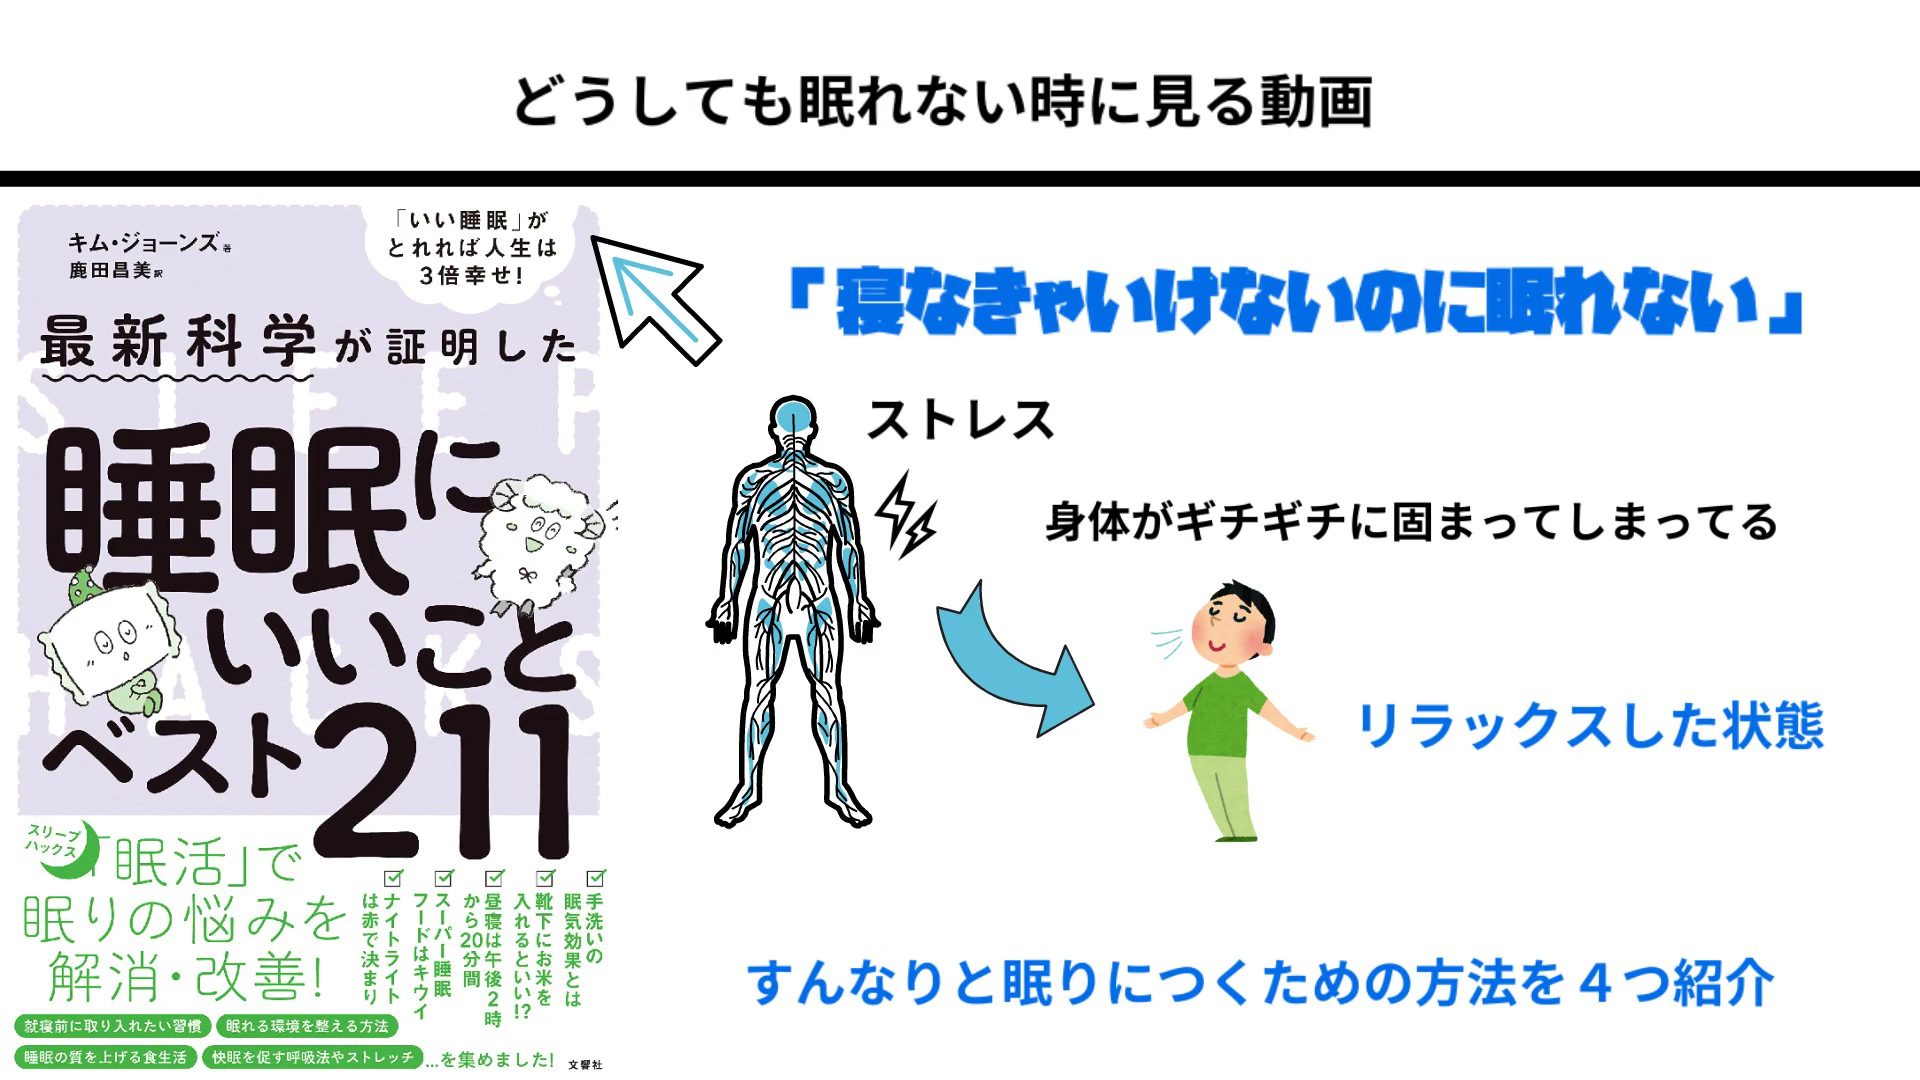 どうしても眠れない時に見る動画
キム・ジョーンズ 著
鹿田昌美 訳
「いい睡眠」が
とれれば人生は
3倍幸せ!
最新科学が証明した
SLEEP
HACKS
睡眠に
いいこと
ベスト211
スリープ
ハックス
「眠活」で
眠りの悩みを
解消・改善!
手洗いの
眠気効果とは
靴下にお米を
入れるといい!?
昼寝は午後2時
から20分間
スーパー睡眠
フードはキウイ
ナイトライト
は赤で決まり
就寝前に取り入れたい習慣
眠れる環境を整える方法
睡眠の質を上げる食生活
快眠を促す呼吸法やストレッチ
…を集めました!
文響社
「寝なきゃいけないのに眠れない」
ストレス
身体がギチギチに固まってしまってる
リラックスした状態
すんなりと眠りにつくための方法を４つ紹介